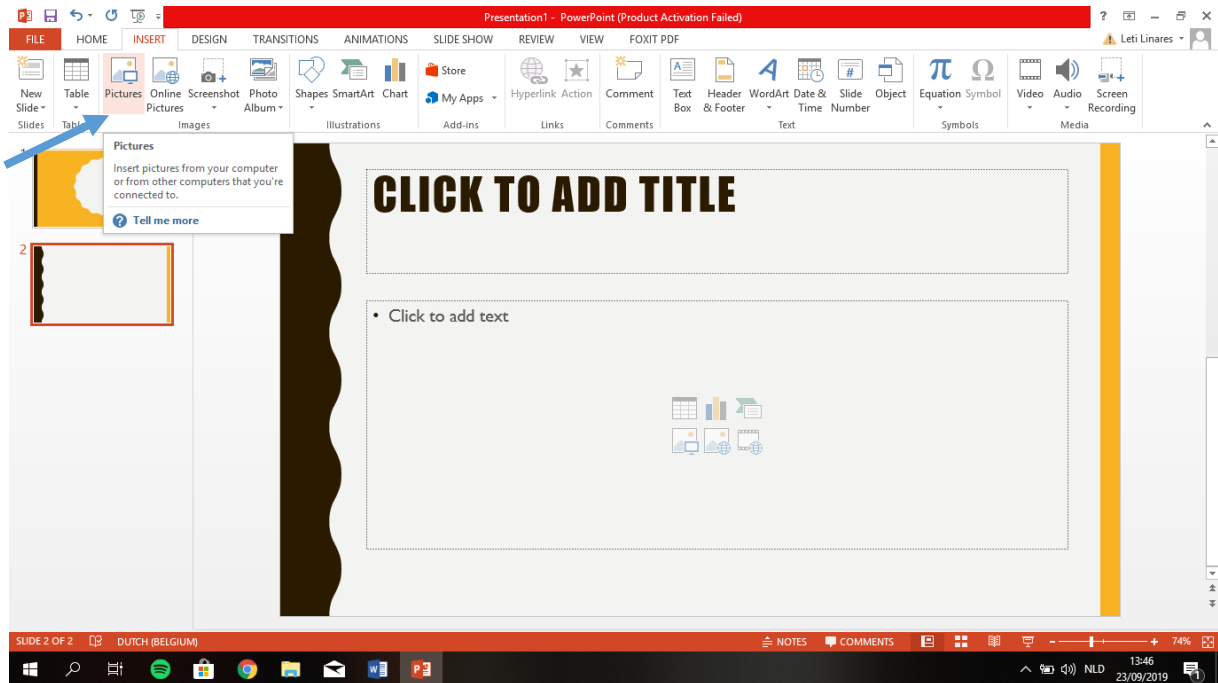 Presentation1 - PowerPoint (Product Activation Failed)
FILE HOME INSERT DESIGN TRANSITIONS ANIMATIONS SLIDE SHOW REVIEW VIEW FOXIT PDF Leti Linares
New Slide
Table
Pictures
Online Pictures
Screenshot
Photo Album
Shapes
SmartArt
Chart
Store
My Apps
Hyperlink
Action
Comment
Text Box
Header & Footer
WordArt
Date & Time
Slide Number
Object
Equation
Symbol
Video
Audio
Screen Recording
Slides Images Illustrations Add-ins Links Comments Text Symbols Media
Pictures
Insert pictures from your computer
or from other computers that you're
connected to.
Tell me more
2
CLICK TO ADD TITLE
• Click to add text
SLIDE 2 OF 2 DUTCH (BELGIUM) NOTES COMMENTS 74%
NLD
13:46
23/09/2019
1